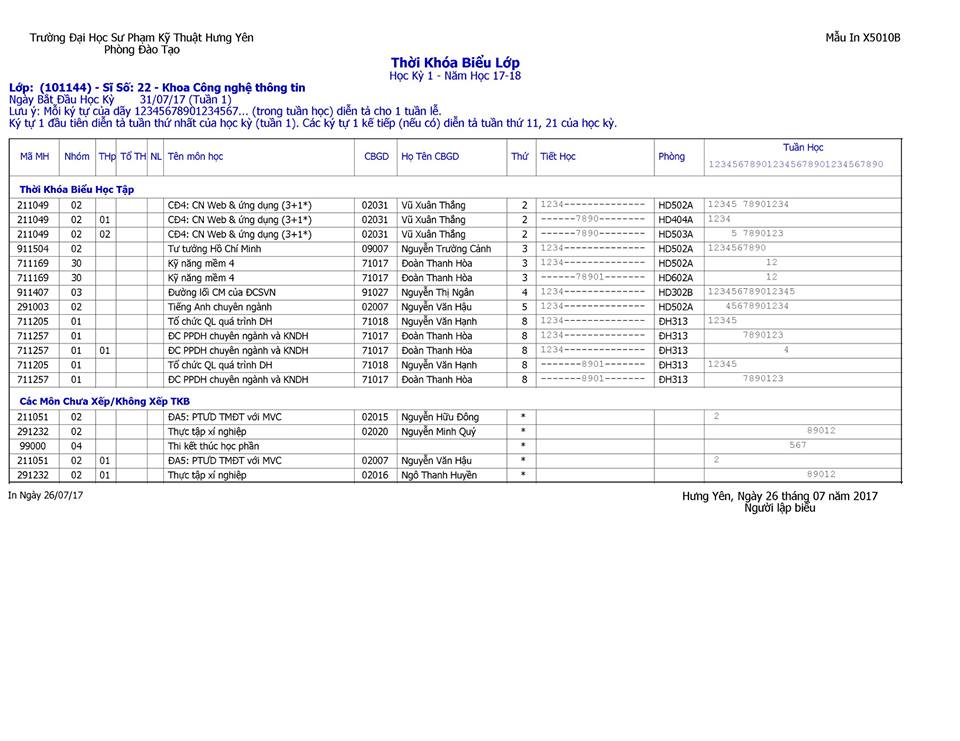 Trường Đại Học Sư Phạm Kỹ Thuật Hưng Yên Mẫu In X5010B
Phòng Đào Tạo
Thời Khóa Biểu Lớp
Học Kỳ 1 - Năm Học 17-18
Lớp: (101144) - Sĩ Số: 22 - Khoa Công nghệ thông tin
Ngày Bắt Đầu Học Kỳ 31/07/17 (Tuần 1)
Lưu ý: Mỗi ký tự của dãy 12345678901234567... (trong tuần học) diễn tả cho 1 tuần lễ.
Ký tự 1 đầu tiên diễn tả tuần thứ nhất của học kỳ (tuần 1). Các ký tự 1 kế tiếp (nếu có) diễn tả tuần thứ 11, 21 của học kỳ.
Mã MH Nhóm THp Tổ TH NL Tên môn học CBGD Họ Tên CBGD Thứ Tiết Học Phòng Tuần Học
123456789012345678901234567890
Thời Khóa Biểu Học Tập
211049 02 CĐ4: CN Web & ứng dụng (3+1*) 02031 Vũ Xuân Thắng 2 1234-------------- HD502A 12345 78901234
211049 02 01 CĐ4: CN Web & ứng dụng (3+1*) 02031 Vũ Xuân Thắng 2 ------7890-------- HD404A 1234
211049 02 02 CĐ4: CN Web & ứng dụng (3+1*) 02031 Vũ Xuân Thắng 2 ------7890-------- HD503A 5 7890123
911504 02 Tư tưởng Hồ Chí Minh 09007 Nguyễn Trường Cảnh 3 1234-------------- HD502A 1234567890
711169 30 Kỹ năng mềm 4 71017 Đoàn Thanh Hòa 3 1234-------------- HD502A 12
711169 30 Kỹ năng mềm 4 71017 Đoàn Thanh Hòa 3 ------78901------- HD602A 12
911407 03 Đường lối CM của ĐCSVN 91027 Nguyễn Thị Ngân 4 1234-------------- HD302B 123456789012345
291003 02 Tiếng Anh chuyên ngành 02007 Nguyễn Văn Hậu 5 1234-------------- HD502A 45678901234
711205 01 Tổ chức QL quá trình DH 71018 Nguyễn Văn Hạnh 8 1234-------------- ĐH313 12345
711257 01 ĐC PPDH chuyên ngành và KNDH 71017 Đoàn Thanh Hòa 8 1234-------------- ĐH313 7890123
711257 01 01 ĐC PPDH chuyên ngành và KNDH 71017 Đoàn Thanh Hòa 8 1234-------------- ĐH313 4
711205 01 Tổ chức QL quá trình DH 71018 Nguyễn Văn Hạnh 8 -------8901------- ĐH313 12345
711257 01 ĐC PPDH chuyên ngành và KNDH 71017 Đoàn Thanh Hòa 8 -------8901------- ĐH313 7890123
Các Môn Chưa Xếp/Không Xếp TKB
211051 02 ĐA5: PTƯD TMĐT với MVC 02015 Nguyễn Hữu Đông * 2
291232 02 Thực tập xí nghiệp 02020 Nguyễn Minh Quý * 89012
99000 04 Thi kết thúc học phần * 567
211051 02 01 ĐA5: PTƯD TMĐT với MVC 02007 Nguyễn Văn Hậu * 2
291232 02 01 Thực tập xí nghiệp 02016 Ngô Thanh Huyền * 89012
In Ngày 26/07/17 Hưng Yên, Ngày 26 tháng 07 năm 2017
Người lập biểu